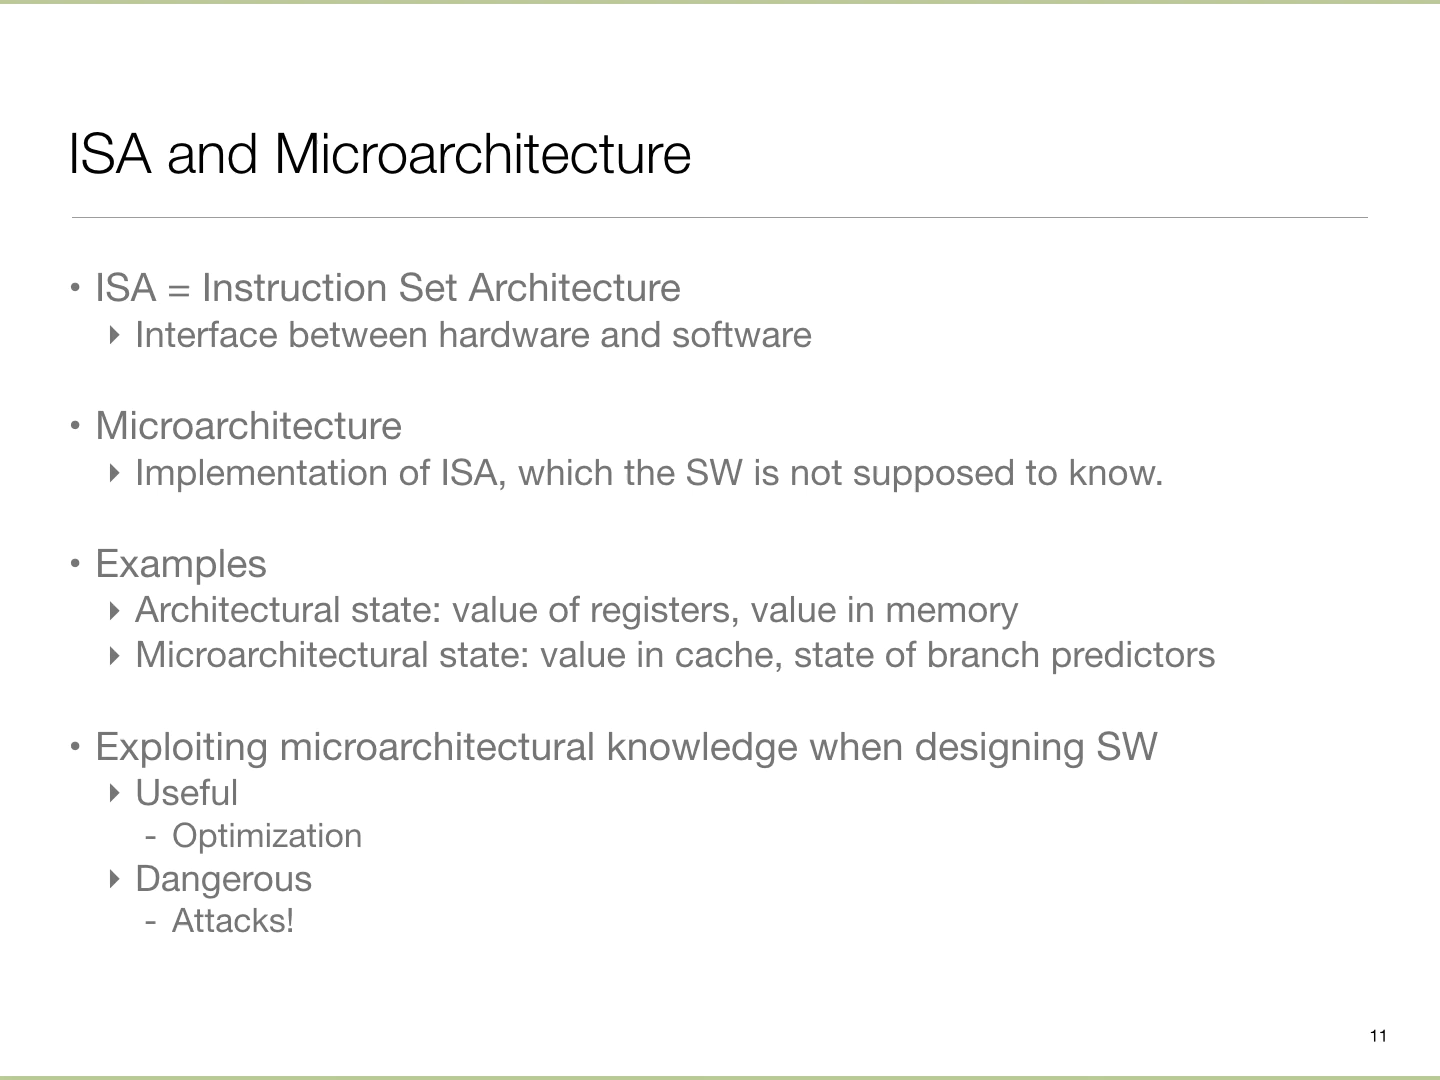 ISA and Microarchitecture
• ISA = Instruction Set Architecture
‣ Interface between hardware and software
• Microarchitecture
‣ Implementation of ISA, which the SW is not supposed to know.
• Examples
‣ Architectural state: value of registers, value in memory
‣ Microarchitectural state: value in cache, state of branch predictors
• Exploiting microarchitectural knowledge when designing SW
‣ Useful
- Optimization
‣ Dangerous
- Attacks!
11